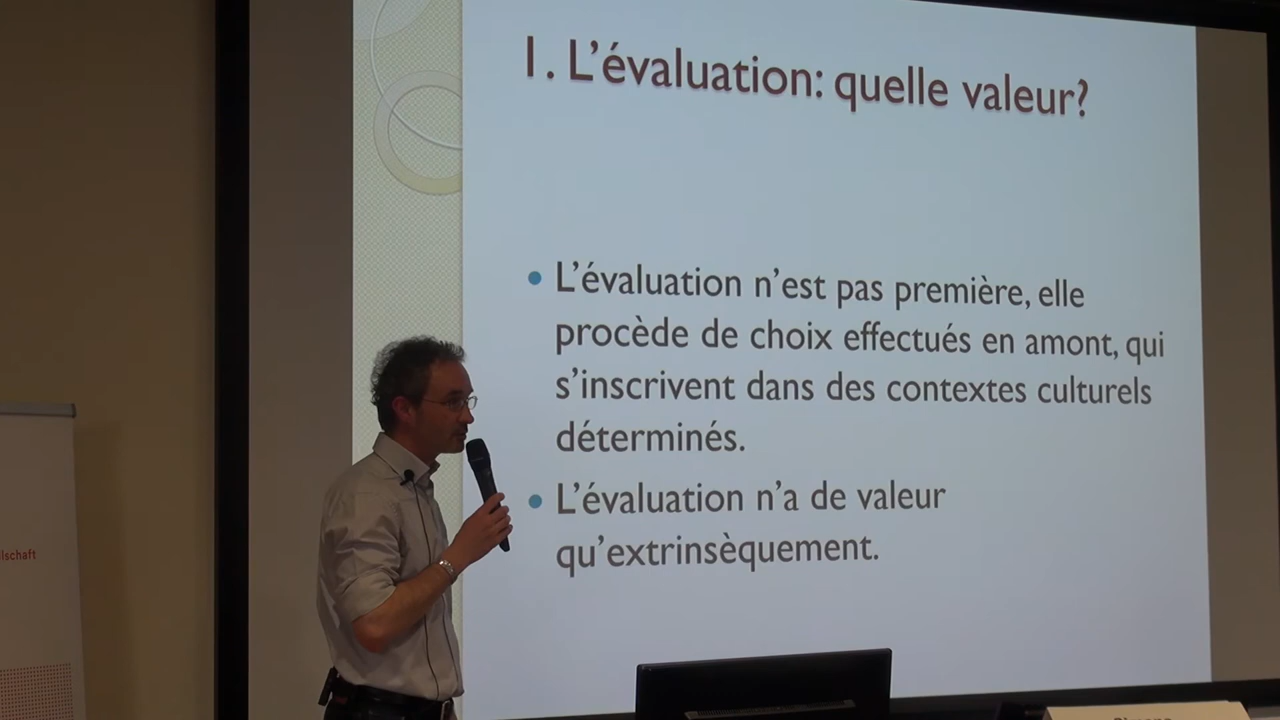 1. L'évaluation: quelle valeur?
• L'évaluation n'est pas première, elle
procède de choix effectués en amont, qui
s'inscrivent dans des contextes culturels
déterminés.
• L'évaluation n'a de valeur
qu'extrinsèquement.
lschaft